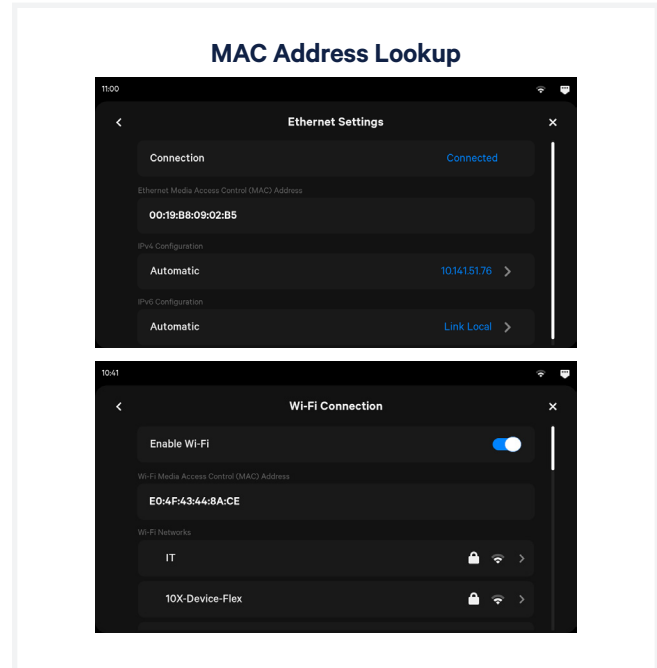 MAC Address Lookup
11:00
Ethernet Settings
Connection Connected
Ethernet Media Access Control (MAC) Address
00:19:B8:09:02:B5
IPv4 Configuration
Automatic 10.141.51.76
IPv6 Configuration
Automatic Link Local
10:41
Wi-Fi Connection
Enable Wi-Fi
Wi-Fi Media Access Control (MAC) Address
E0:4F:43:44:8A:CE
Wi-Fi Networks
IT
10X-Device-Flex